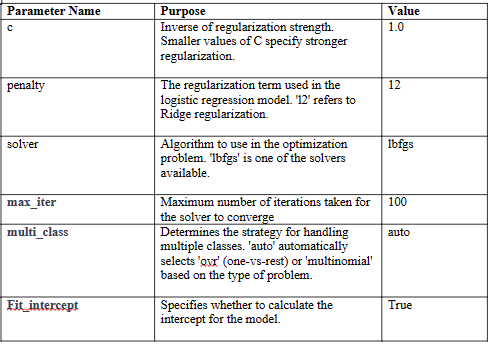 Parameter Name Purpose Value
c Inverse of regularization strength. 1.0
Smaller values of C specify stronger
regularization.
penalty The regularization term used in the 12
logistic regression model. '12' refers to
Ridge regularization.
solver Algorithm to use in the optimization lbfgs
problem. 'lbfgs' is one of the solvers
available.
max_iter Maximum number of iterations taken for 100
the solver to converge
multi_class Determines the strategy for handling auto
multiple classes. 'auto' automatically
selects 'ovr' (one-vs-rest) or 'multinomial'
based on the type of problem.
Fit_intercept Specifies whether to calculate the True
intercept for the model.